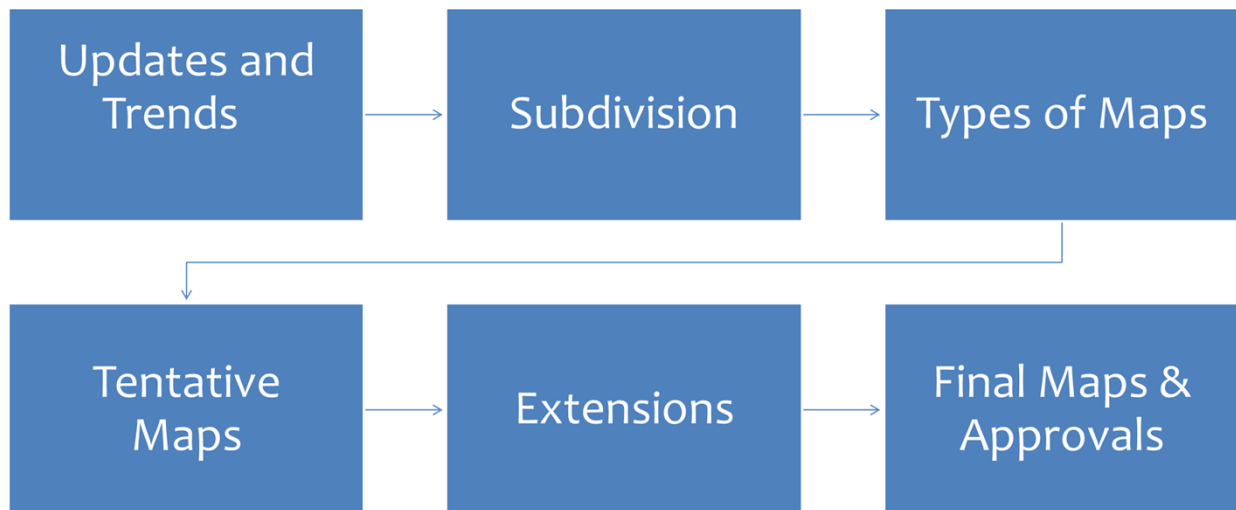 Updates and
Trends
Subdivision
Types of Maps
Tentative
Maps
Extensions
Final Maps &
Approvals